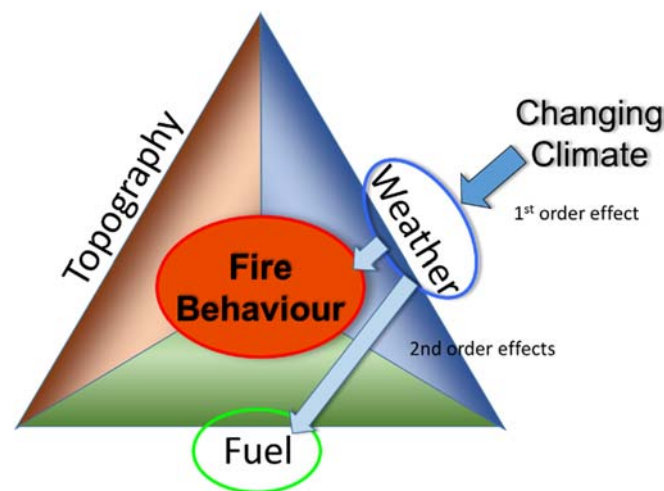 Topography
Changing
Climate
Weather
1st order effect
Fire
Behaviour
2nd order effects
Fuel